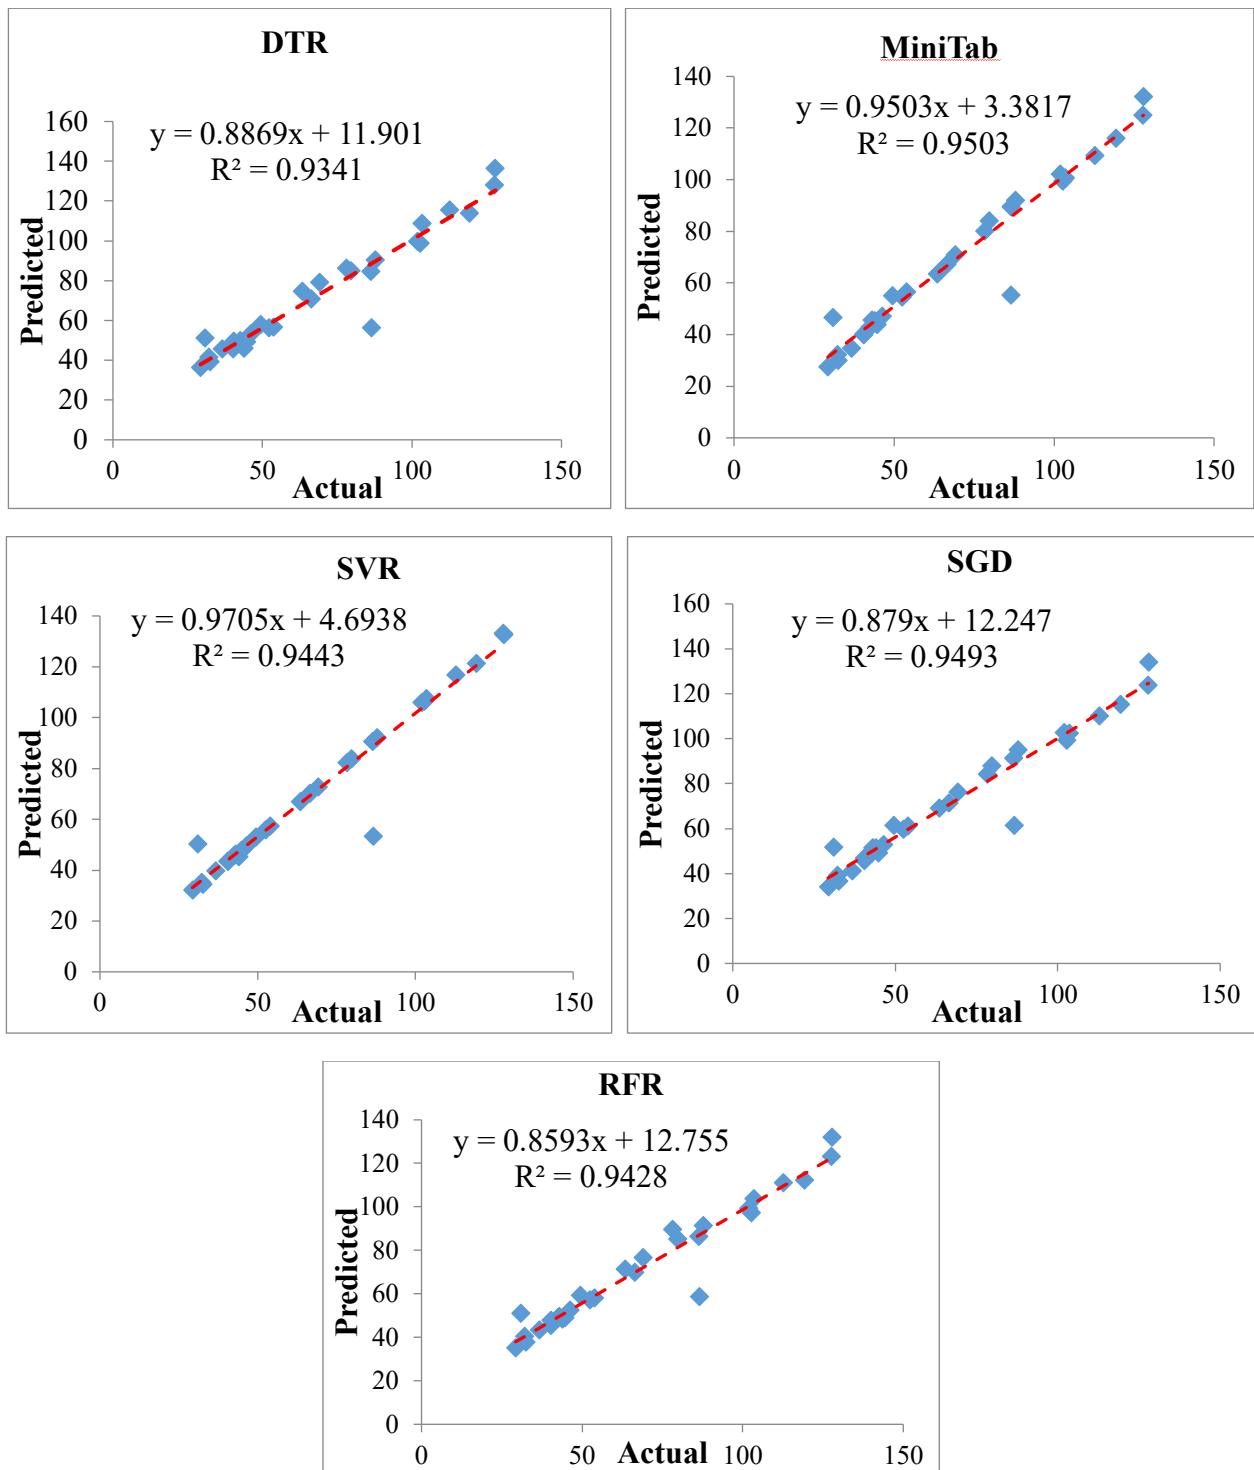 DTR
y = 0.8869x + 11.901
R² = 0.9341
160
140
120
100
80
60
40
20
0
Predicted
0 50 100 150
Actual
MiniTab
y = 0.9503x + 3.3817
R² = 0.9503
140
120
100
80
60
40
20
0
Predicted
0 50 100 150
Actual
SVR
y = 0.9705x + 4.6938
R² = 0.9443
140
120
100
80
60
40
20
0
Predicted
0 50 100 150
Actual
SGD
y = 0.879x + 12.247
R² = 0.9493
160
140
120
100
80
60
40
20
0
Predicted
0 50 100 150
Actual
RFR
y = 0.8593x + 12.755
R² = 0.9428
140
120
100
80
60
40
20
0
Predicted
0 50 100 150
Actual